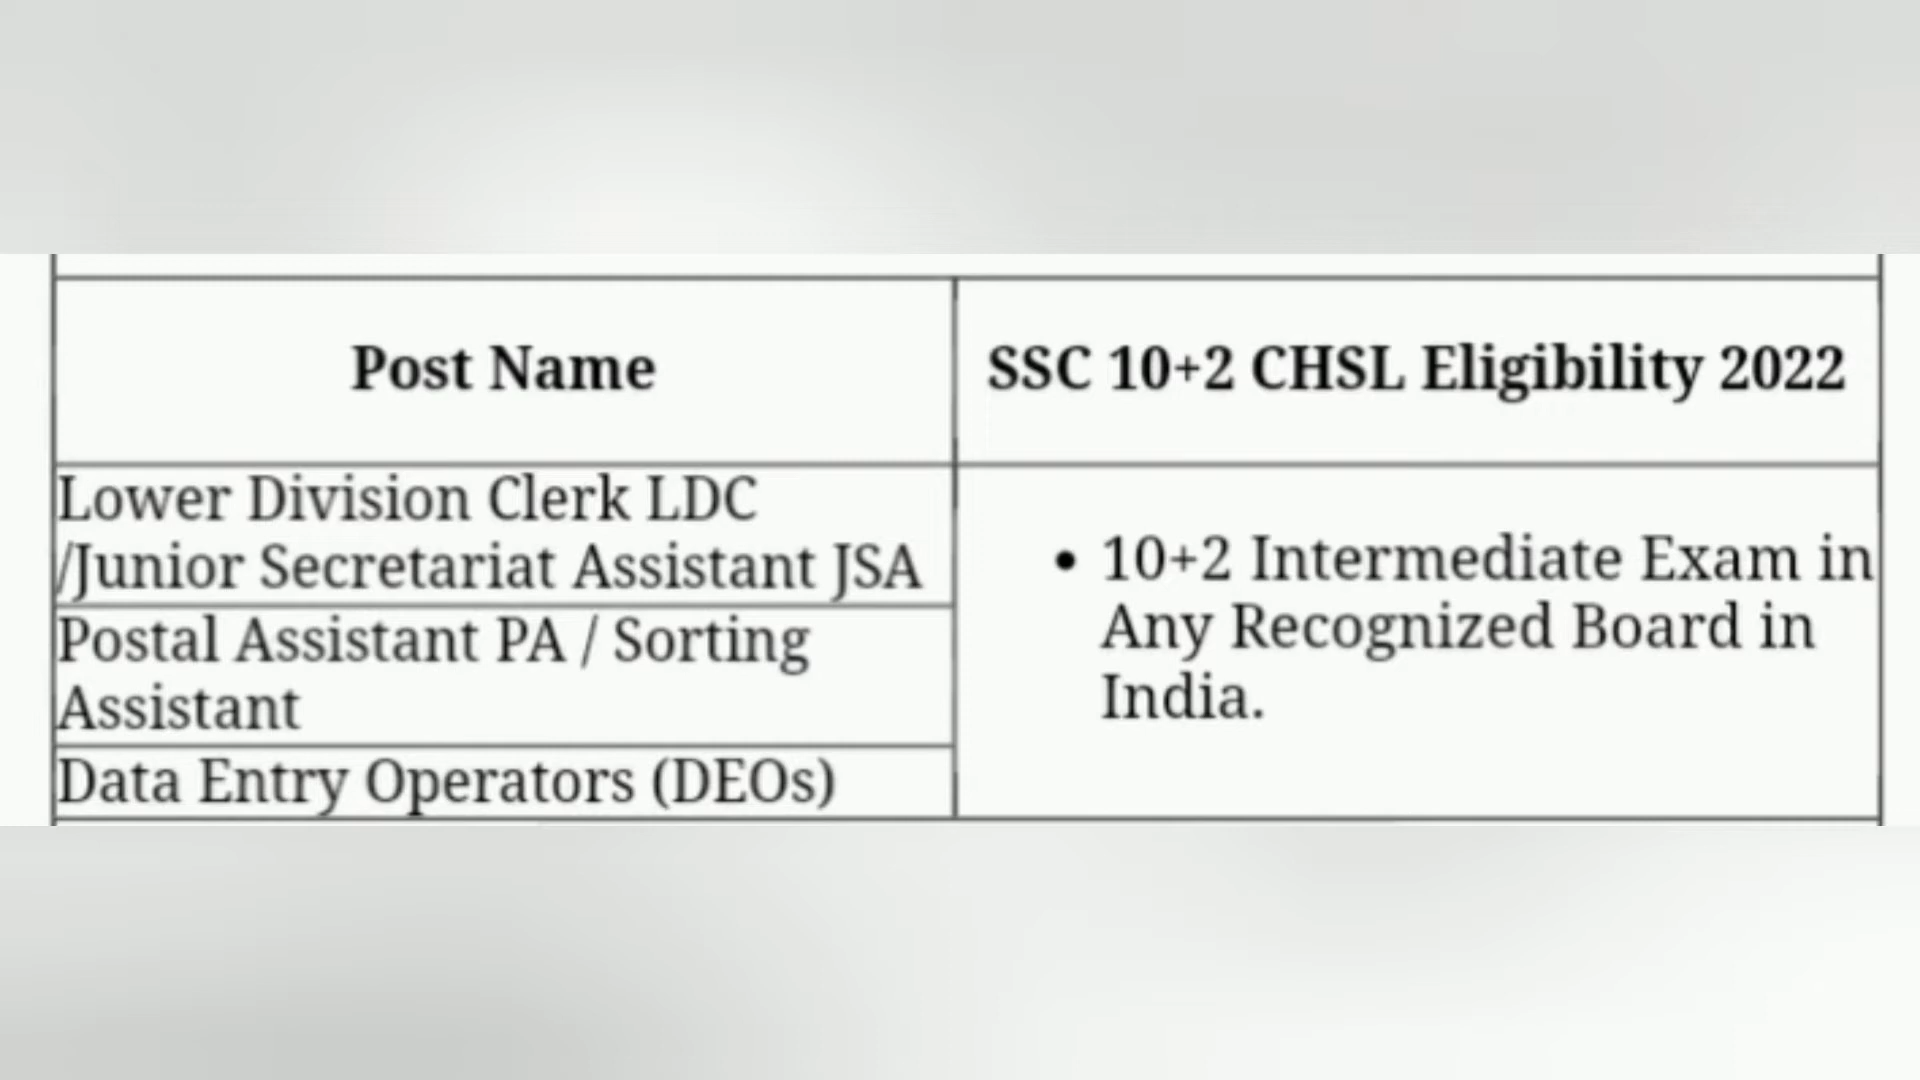 Post Name
SSC 10+2 CHSL Eligibility 2022
Lower Division Clerk LDC
/Junior Secretariat Assistant JSA
Postal Assistant PA / Sorting
Assistant
Data Entry Operators (DEOs)
• 10+2 Intermediate Exam in
Any Recognized Board in
India.